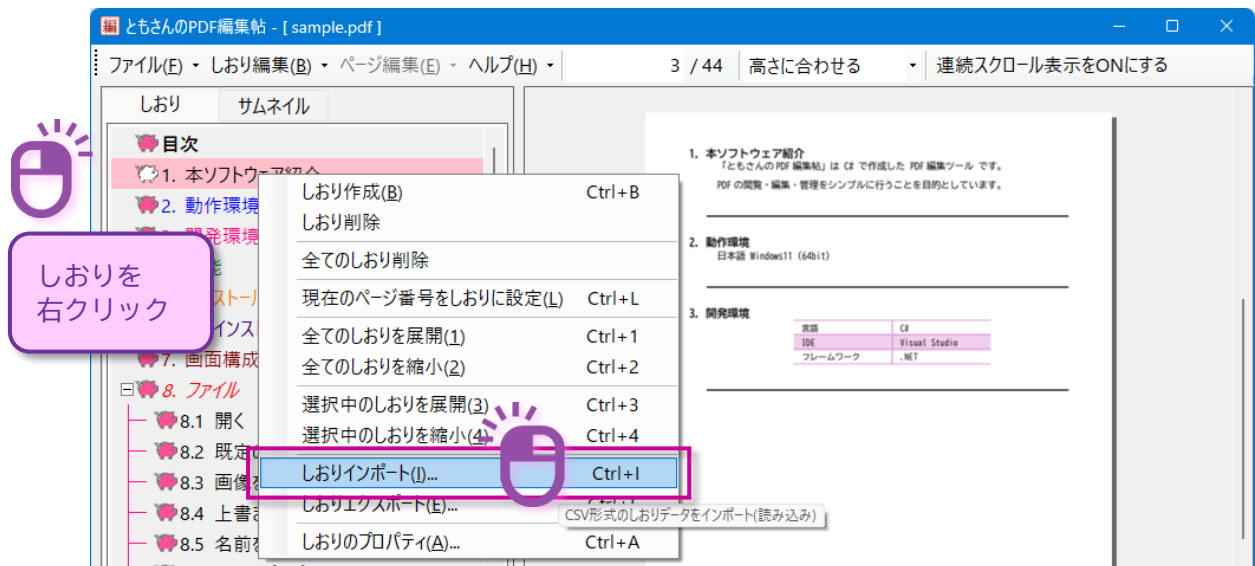 編 ともさんのPDF編集帖 - [ sample.pdf ]
ファイル(F) しおり編集(B) ページ編集(E) ヘルプ(H) 3 / 44 高さに合わせる 連続スクロール表示をONにする
しおり サムネイル
目次
1. 本ソフトウェア紹介
2. 動作環境
発環境
ストール
インス
7. 画面構成
8. ファイル
8.1 開く
8.2 既定の
8.3 画像を
8.4 上書き
8.5 名前を
しおりを
右クリック
しおり作成(B) Ctrl+B
しおり削除
全てのしおり削除
現在のページ番号をしおりに設定(L) Ctrl+L
全てのしおりを展開(1) Ctrl+1
全てのしおりを縮小(2) Ctrl+2
選択中のしおりを展開(3) Ctrl+3
選択中のしおりを縮小(4) Ctrl+4
しおりインポート(I)... Ctrl+I
しおりエクスポート(E)...
CSV形式のしおりデータをインポート(読み込み)
しおりのプロパティ(A)... Ctrl+A
1. 本ソフトウェア紹介
「ともさんの PDF 編集帖」は C# で作成した PDF 編集ツール です。
PDF の閲覧・編集・管理をシンプルに行うことを目的としています。
2. 動作環境
日本語 Windows11 (64bit)
3. 開発環境
言語 C#
IDE Visual Studio
フレームワーク .NET